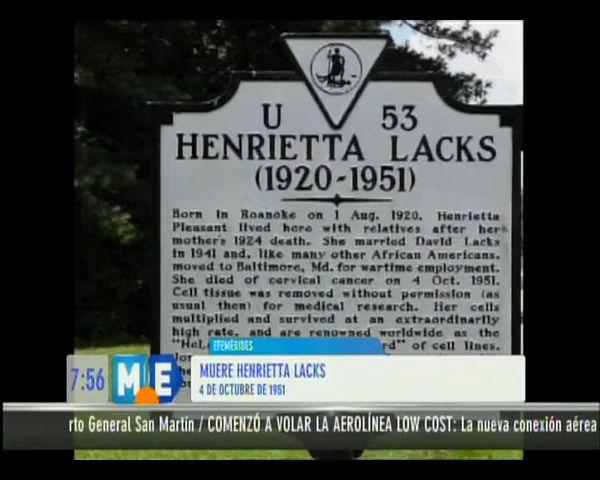 U 53
HENRIETTA LACKS
(1920-1951)
Born in Roanoke on 1 Aug. 1920, Henrietta
Pleasant lived here with relatives after her
mother's 1924 death. She married David Lacks
in 1941 and, like many other African Americans,
moved to Baltimore, Md. for wartime employment.
She died of cervical cancer on 4 Oct. 1951.
Cell tissue was removed without permission (as
usual then) for medical research. Her cells
multiplied and survived at an extraordinarily
high rate, and are renowned worldwide as the
"HeL rd" of cell lines.
EFEMÉRIDES
7:56 M E
MUERE HENRIETTA LACKS
4 DE OCTUBRE DE 1951
rto General San Martín / COMENZÓ A VOLAR LA AEROLÍNEA LOW COST: La nueva conexión aérea